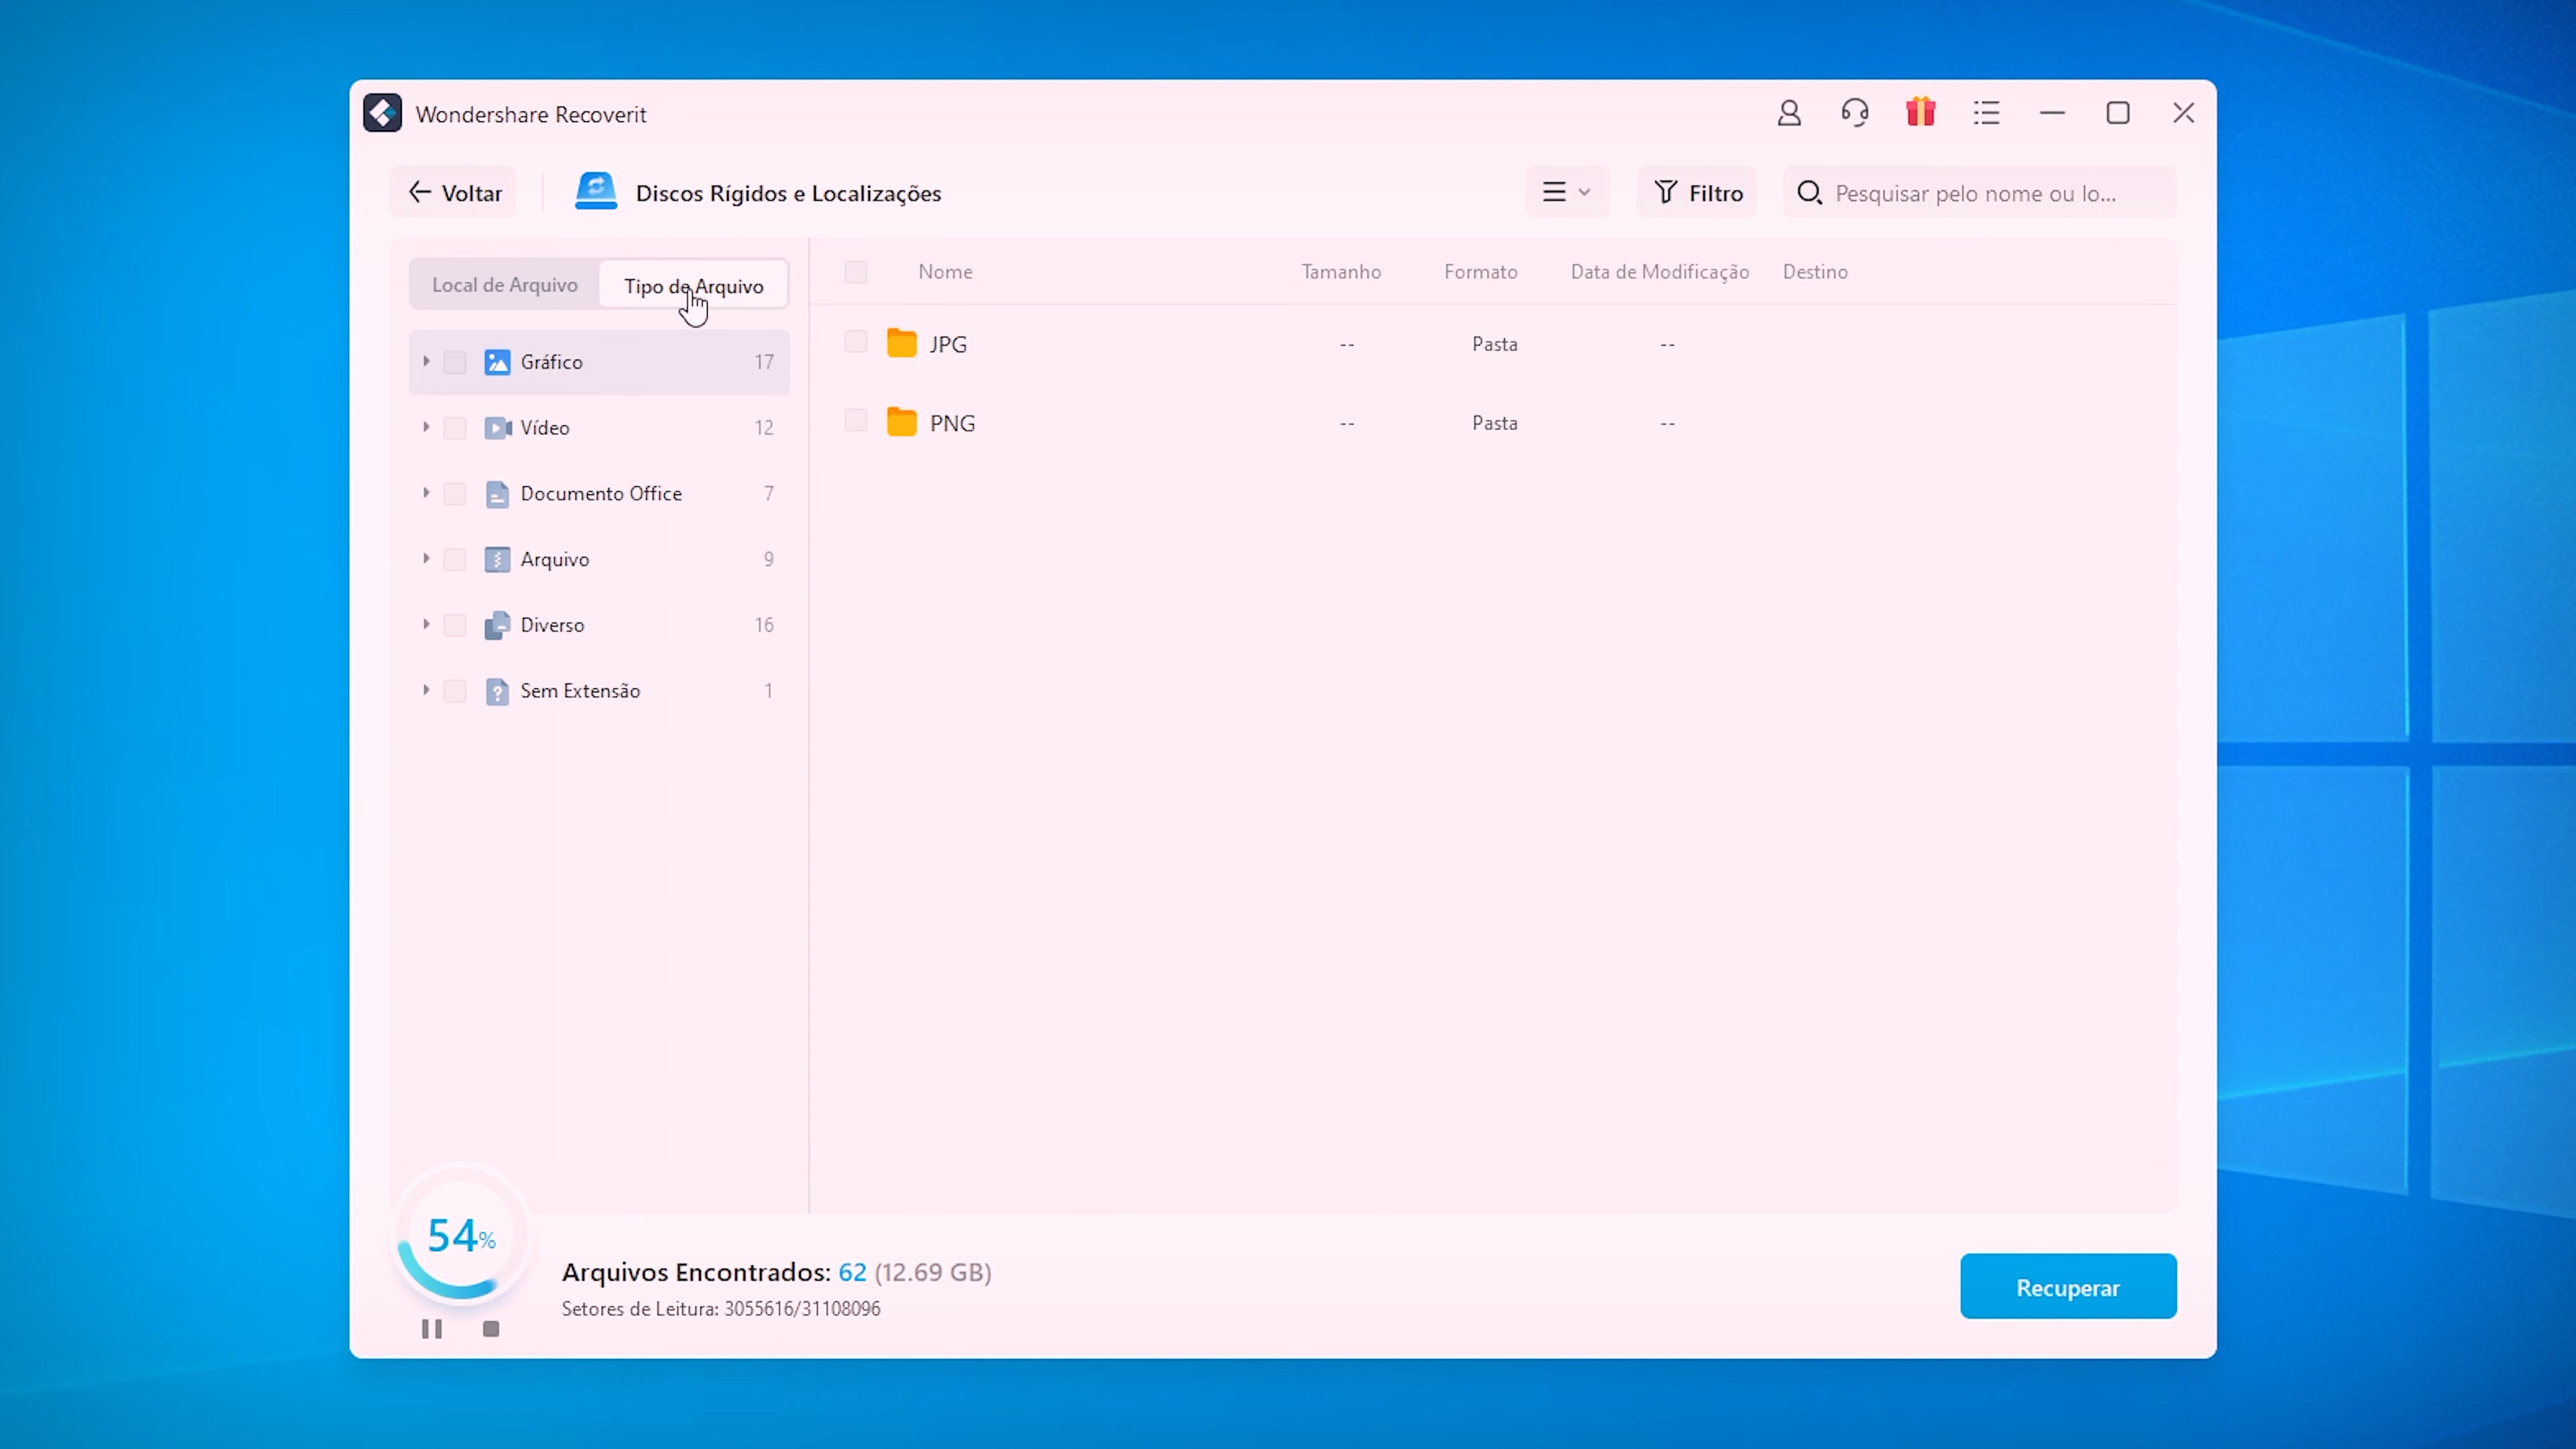 Wondershare Recoverit
Voltar
Discos Rígidos e Localizações
Filtro
Pesquisar pelo nome ou lo...
Local de Arquivo
Tipo de Arquivo
Nome
Tamanho
Formato
Data de Modificação
Destino
Gráfico 17
Vídeo 12
Documento Office 7
Arquivo 9
Diverso 16
Sem Extensão 1
JPG -- Pasta --
PNG -- Pasta --
54%
Arquivos Encontrados: 62 (12.69 GB)
Setores de Leitura: 3055616/31108096
Recuperar